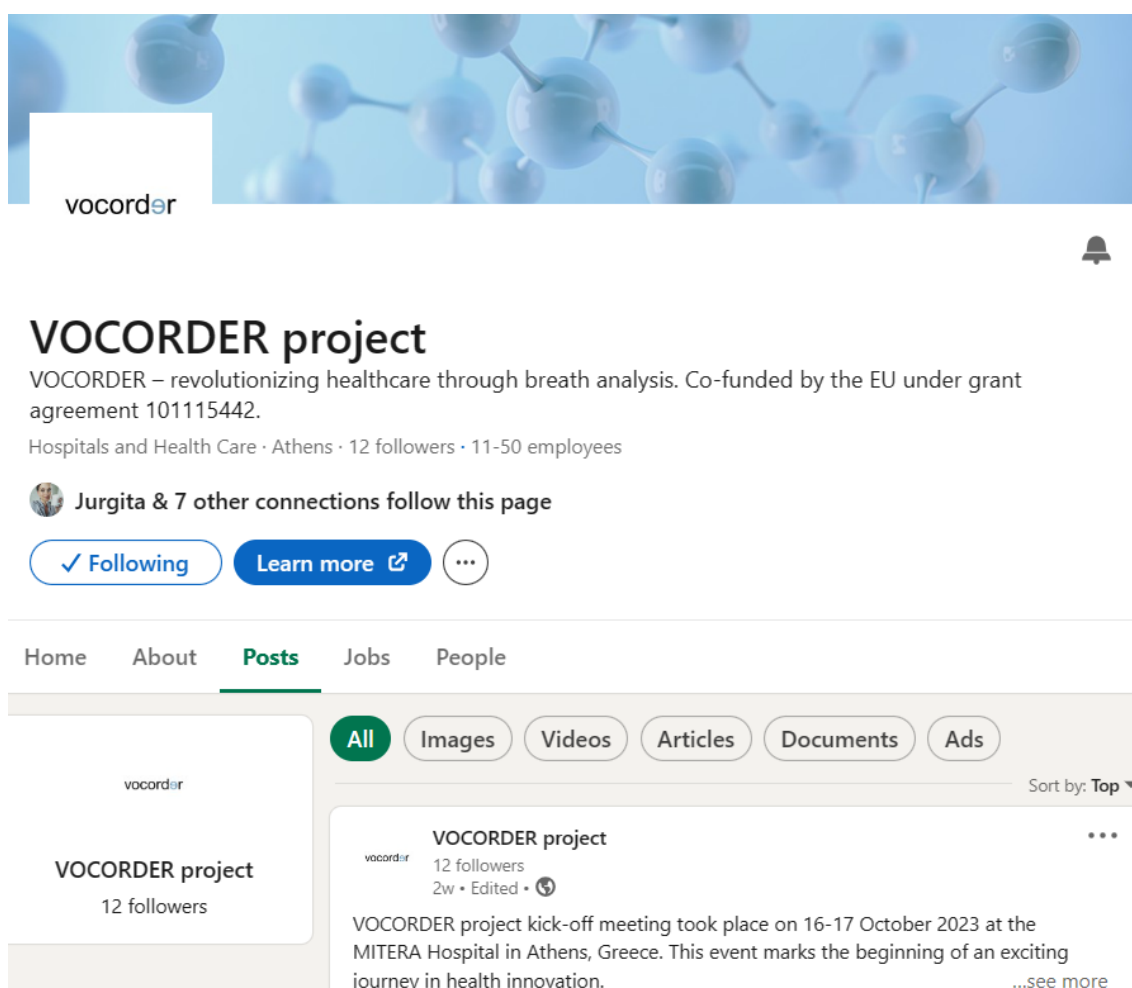 vocorder
VOCORDER project
VOCORDER – revolutionizing healthcare through breath analysis. Co-funded by the EU under grant
agreement 101115442.
Hospitals and Health Care · Athens · 12 followers · 11-50 employees
Jurgita & 7 other connections follow this page
Following
Learn more
Home About Posts Jobs People
All Images Videos Articles Documents Ads
Sort by: Top
vocorder
VOCORDER project
12 followers
vocorder
VOCORDER project
12 followers
2w • Edited •
VOCORDER project kick-off meeting took place on 16-17 October 2023 at the
MITERA Hospital in Athens, Greece. This event marks the beginning of an exciting
journey in health innovation. ...see more